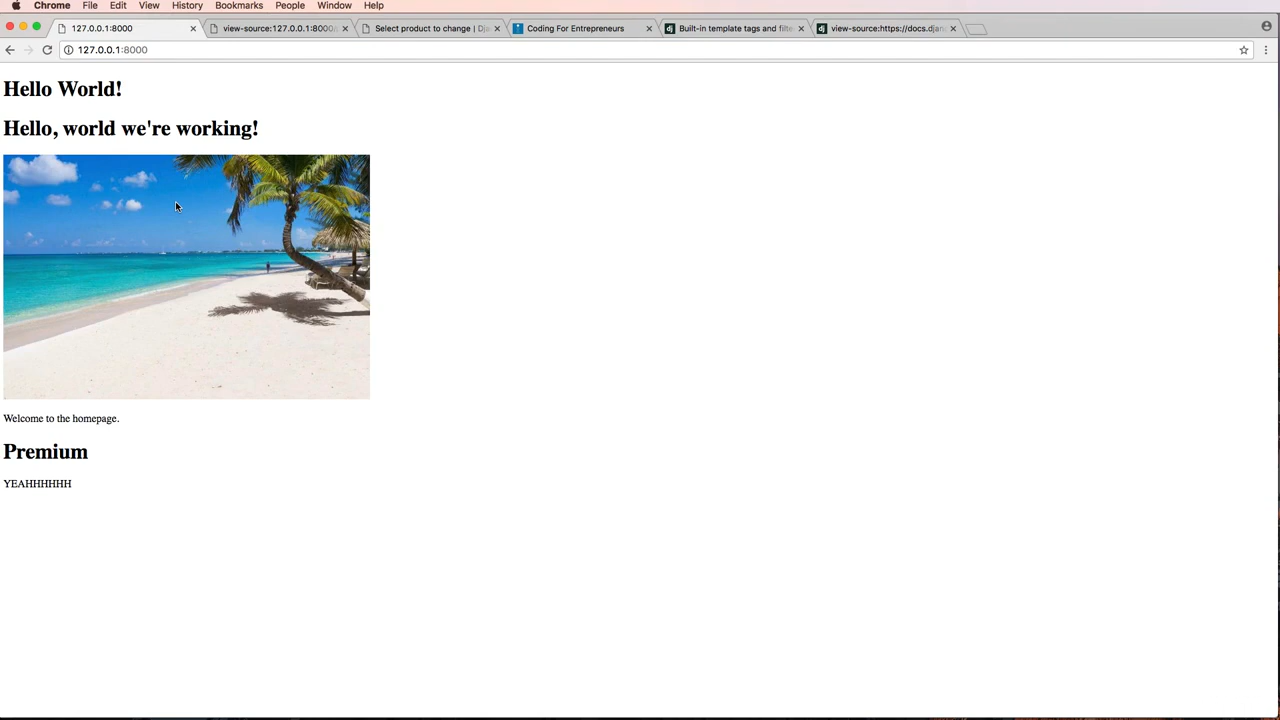 Chrome File Edit View History Bookmarks People Window Help
127.0.0.1:8000 view-source:127.0.0.1:8000 Select product to change | Dja Coding For Entrepreneurs Built-in template tags and filte view-source:https://docs.djan
127.0.0.1:8000
Hello World!
Hello, world we're working!
Welcome to the homepage.
Premium
YEAHHHHHH